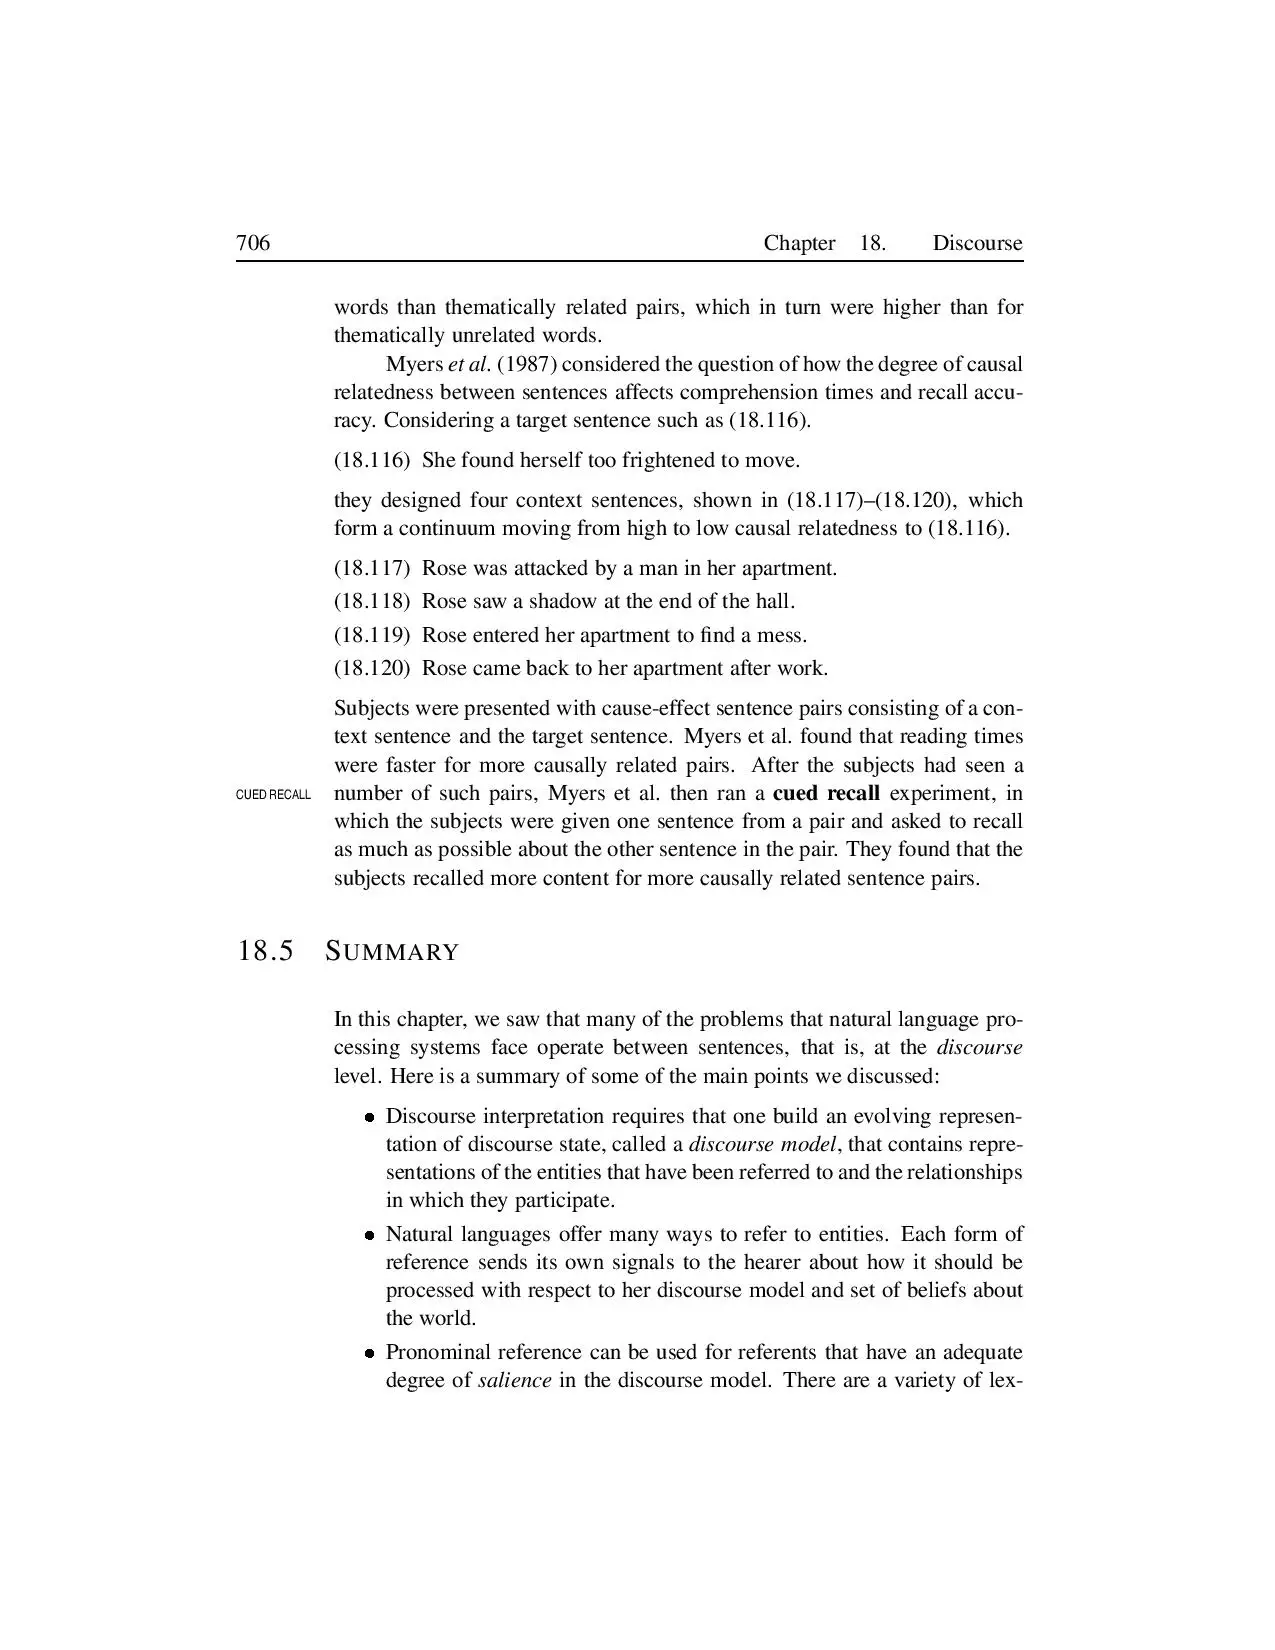 706 Chapter 18. Discourse
words than thematically related pairs, which in turn were higher than for
thematically unrelated words.
Myers et al. (1987) considered the question of how the degree of causal
relatedness between sentences affects comprehension times and recall accu-
racy. Considering a target sentence such as (18.116).
(18.116) She found herself too frightened to move.
they designed four context sentences, shown in (18.117)–(18.120), which
form a continuum moving from high to low causal relatedness to (18.116).
(18.117) Rose was attacked by a man in her apartment.
(18.118) Rose saw a shadow at the end of the hall.
(18.119) Rose entered her apartment to find a mess.
(18.120) Rose came back to her apartment after work.
Subjects were presented with cause-effect sentence pairs consisting of a con-
text sentence and the target sentence. Myers et al. found that reading times
were faster for more causally related pairs. After the subjects had seen a
CUED RECALL number of such pairs, Myers et al. then ran a cued recall experiment, in
which the subjects were given one sentence from a pair and asked to recall
as much as possible about the other sentence in the pair. They found that the
subjects recalled more content for more causally related sentence pairs.
18.5 SUMMARY
In this chapter, we saw that many of the problems that natural language pro-
cessing systems face operate between sentences, that is, at the discourse
level. Here is a summary of some of the main points we discussed:
• Discourse interpretation requires that one build an evolving represen-
tation of discourse state, called a discourse model, that contains repre-
sentations of the entities that have been referred to and the relationships
in which they participate.
• Natural languages offer many ways to refer to entities. Each form of
reference sends its own signals to the hearer about how it should be
processed with respect to her discourse model and set of beliefs about
the world.
• Pronominal reference can be used for referents that have an adequate
degree of salience in the discourse model. There are a variety of lex-